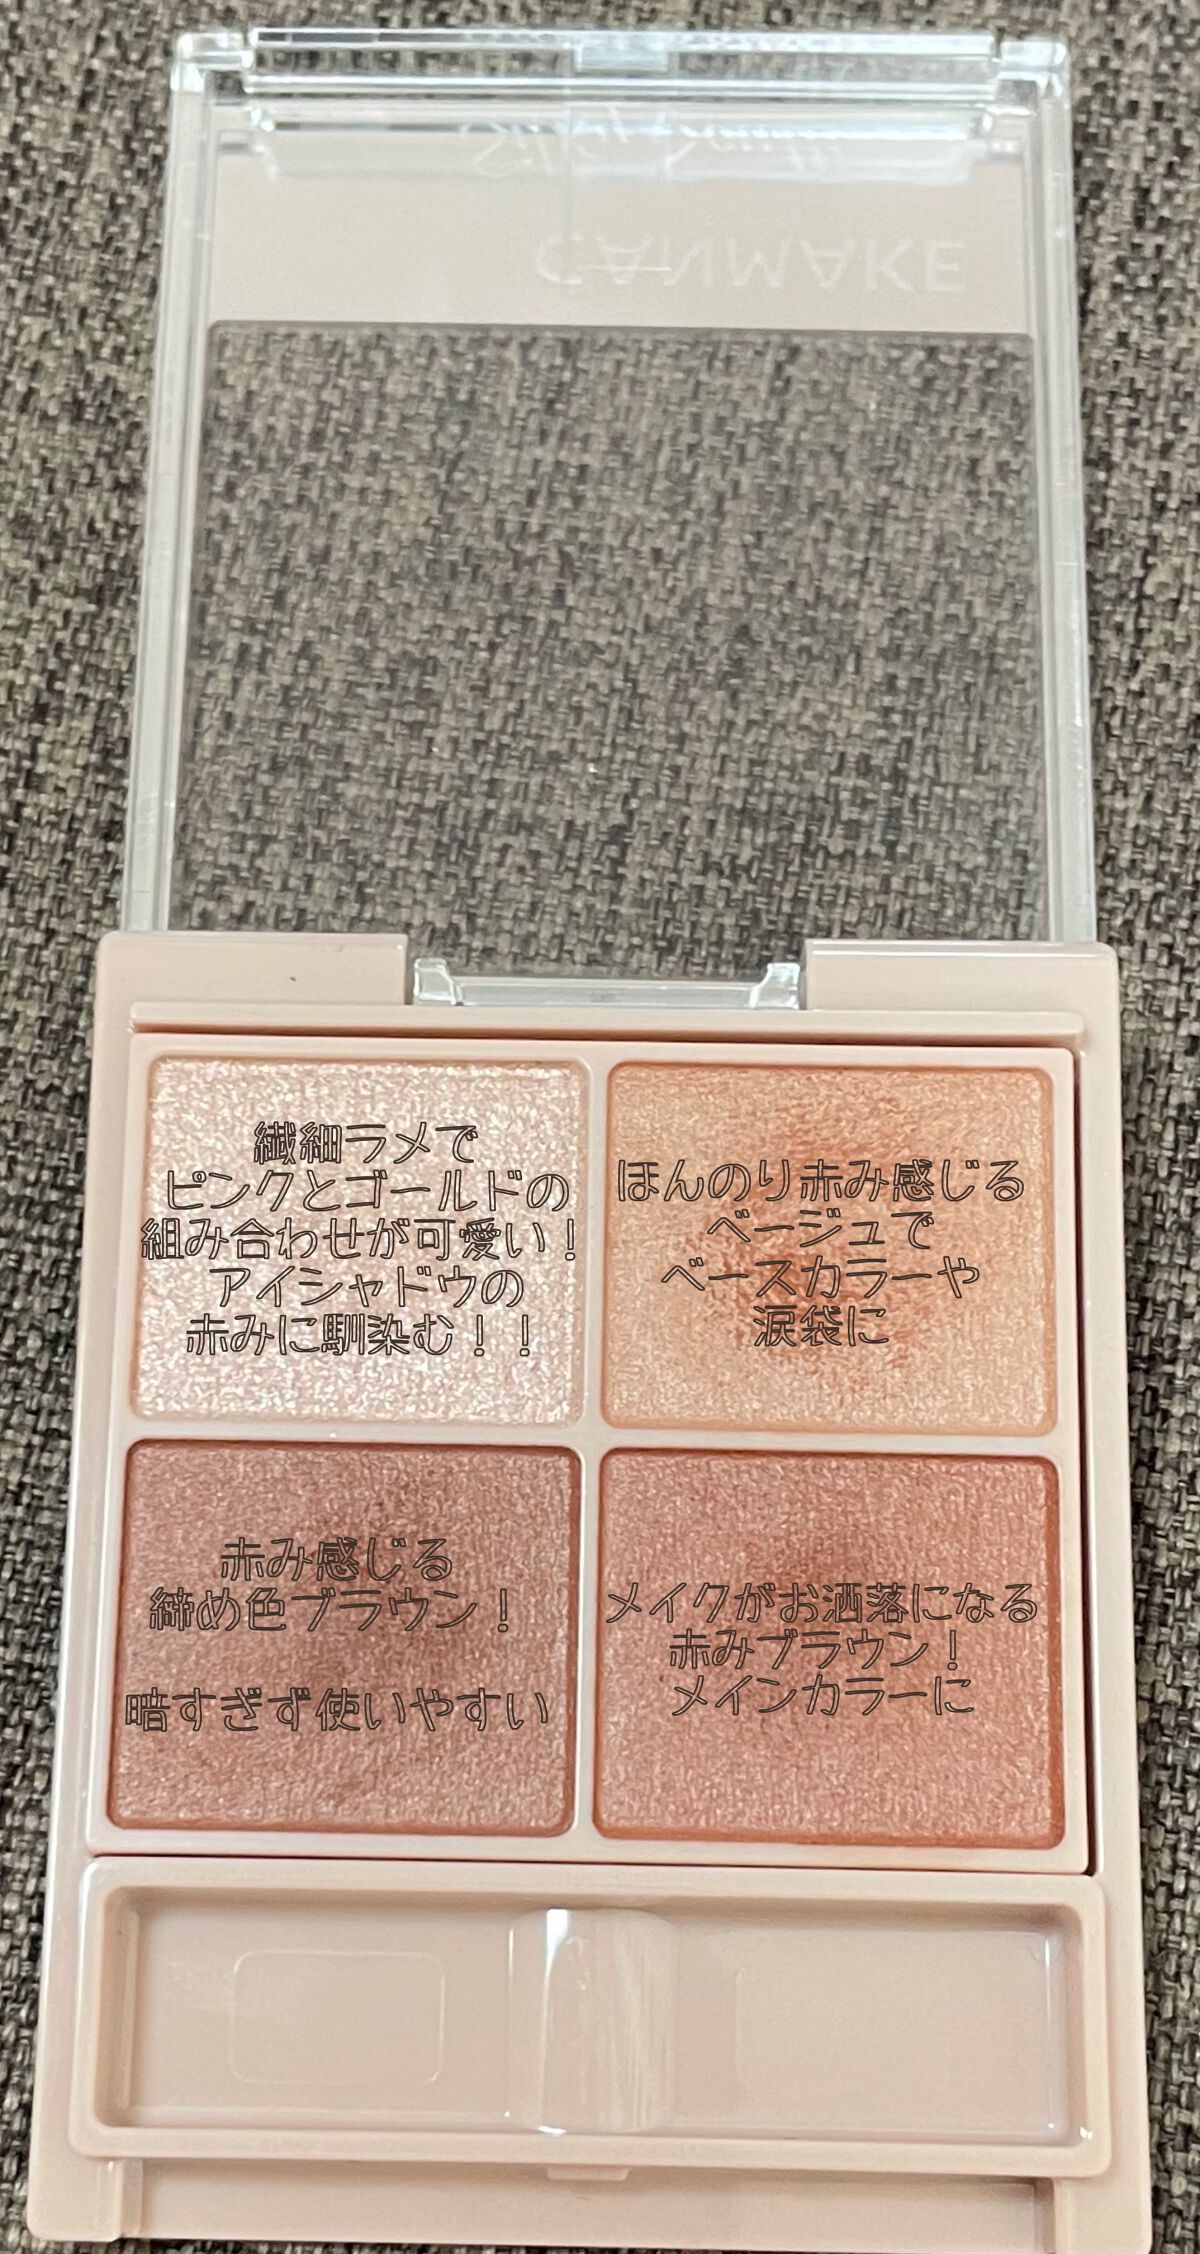 CANMAKE
繊細ラメで
ピンクとゴールドの
組み合わせが可愛い！
アイシャドウの
赤みに馴染む！！
ほんのり赤み感じる
ベージュで
ベースカラーや
涙袋に
赤み感じる
締め色ブラウン！
暗すぎず使いやすい
メイクがお洒落になる
赤みブラウン！
メインカラーに